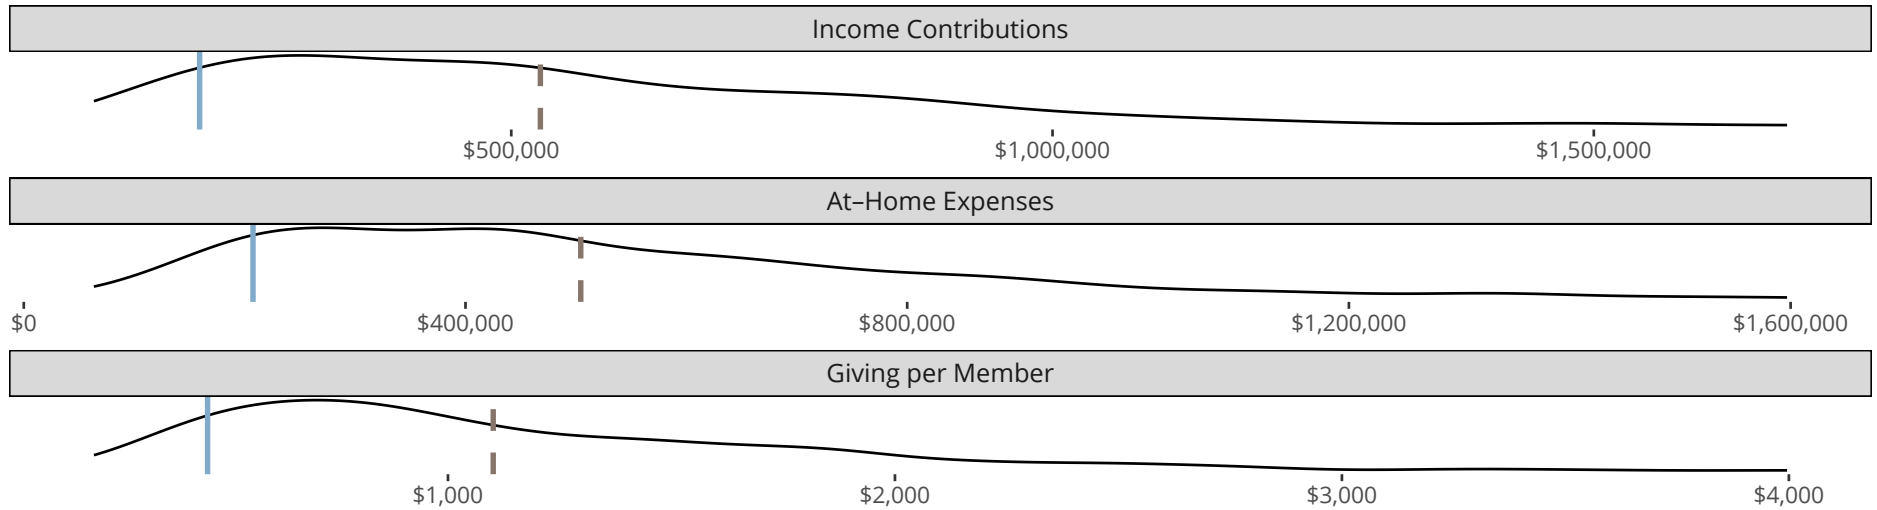 Income Contributions
$500,000 $1,000,000 $1,500,000
At–Home Expenses
$0 $400,000 $800,000 $1,200,000 $1,600,000
Giving per Member
$1,000 $2,000 $3,000 $4,000